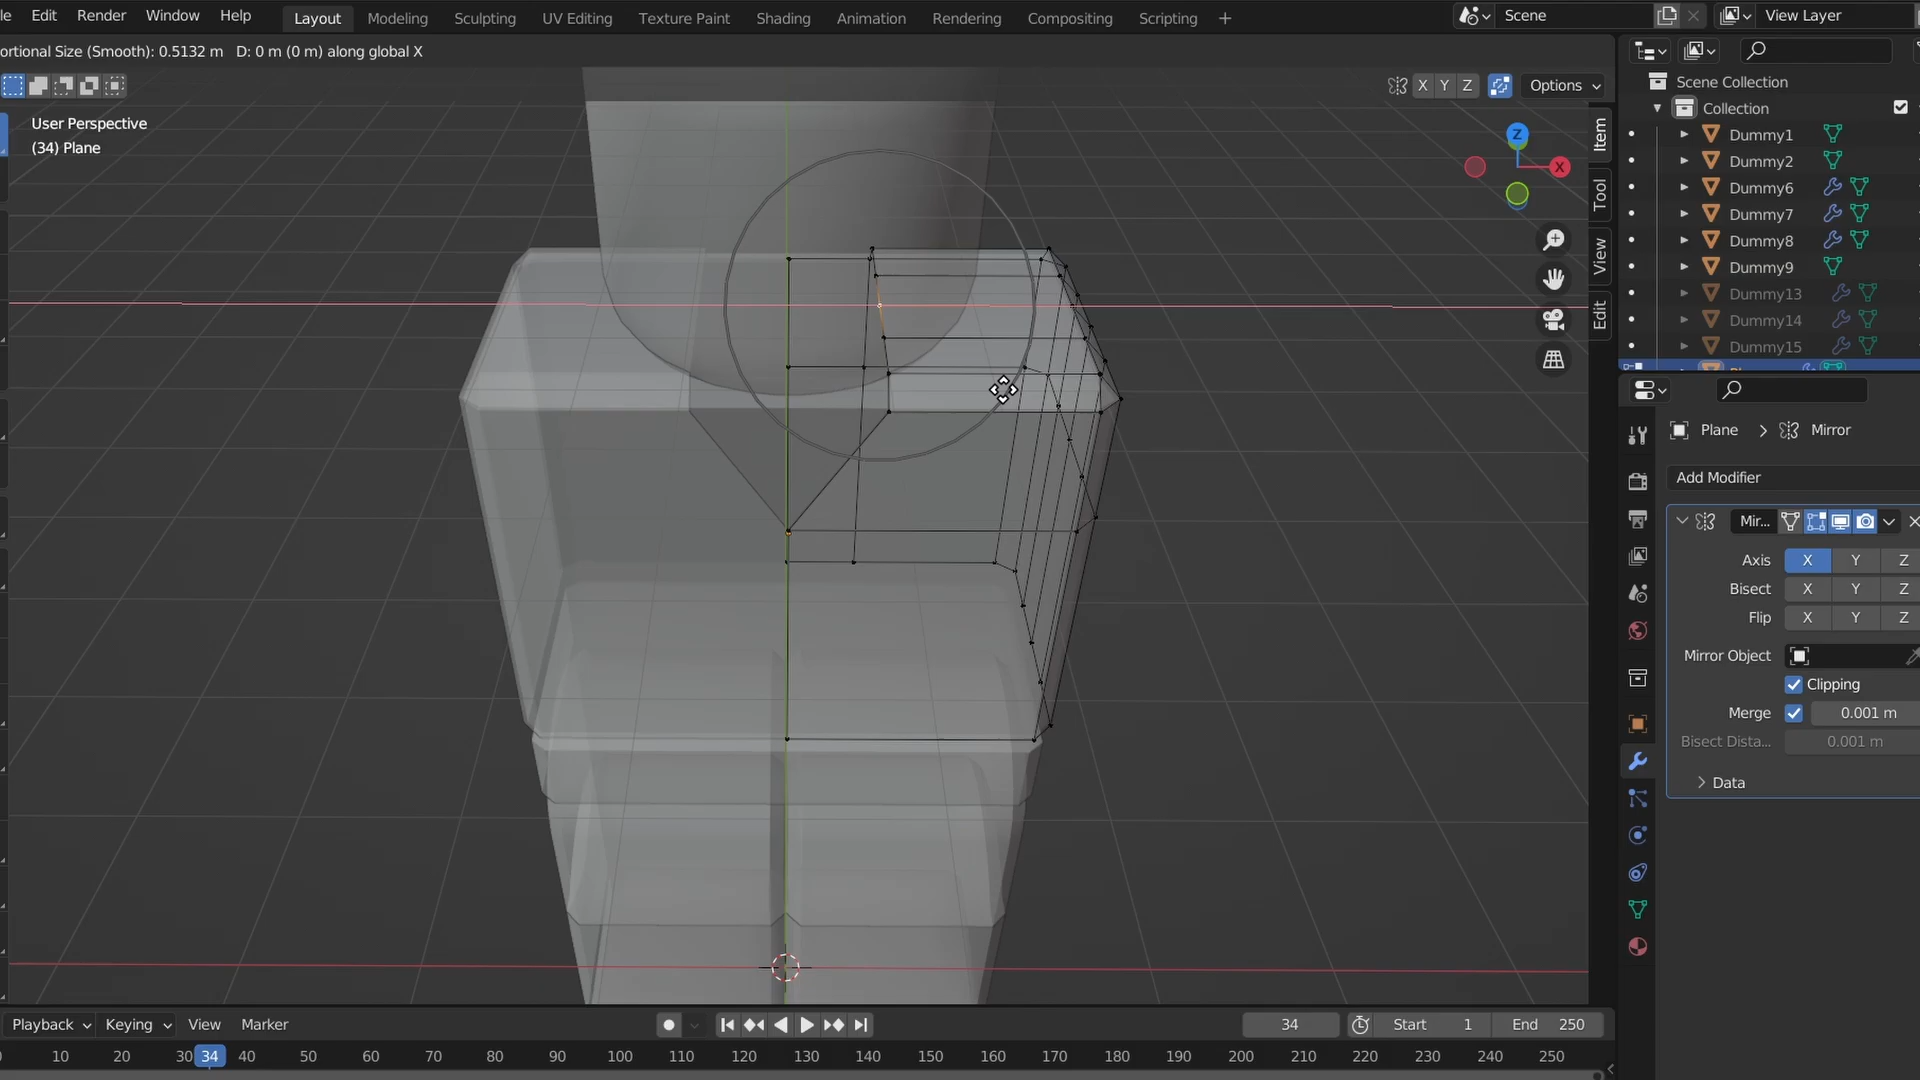 le Edit Render Window Help Layout Modeling Sculpting UV Editing Texture Paint Shading Animation Rendering Compositing Scripting + Scene View Layer
ortional Size (Smooth): 0.5132 m D: 0 m (0 m) along global X
X Y Z Options
User Perspective
(34) Plane
Z
X
Item
Tool
View
Edit
Scene Collection
Collection
Dummy1
Dummy2
Dummy6
Dummy7
Dummy8
Dummy9
Dummy13
Dummy14
Dummy15
Plane > Mirror
Add Modifier
Mir...
Axis X Y Z
Bisect X Y Z
Flip X Y Z
Mirror Object
Clipping
Merge 0.001 m
Bisect Dista... 0.001 m
Data
Playback Keying View Marker 34 Start 1 End 250
10 20 30 34 40 50 60 70 80 90 100 110 120 130 140 150 160 170 180 190 200 210 220 230 240 250